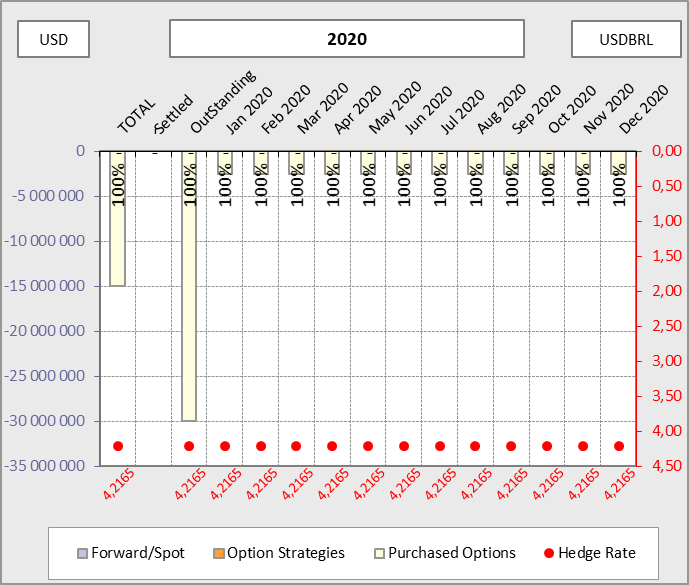 USD
2020
USDBRL
TOTAL
Settled
OutStanding
Jan 2020
Feb 2020
Mar 2020
Apr 2020
May 2020
Jun 2020
Jul 2020
Aug 2020
Sep 2020
Oct 2020
Nov 2020
Dec 2020
0
-5 000 000
-10 000 000
-15 000 000
-20 000 000
-25 000 000
-30 000 000
-35 000 000
100% -
-
100% -
100% -
100% -
100% -
100% -
100% -
100% -
100% -
100% -
100% -
100% -
100% -
100% -
0,00
0,50
1,00
1,50
2,00
2,50
3,00
3,50
4,00
4,50
4,2165
4,2165
4,2165
4,2165
4,2165
4,2165
4,2165
4,2165
4,2165
4,2165
4,2165
4,2165
4,2165
4,2165
Forward/Spot Option Strategies Purchased Options Hedge Rate